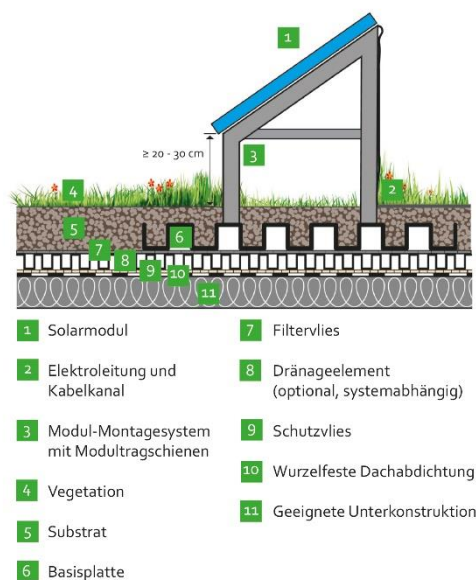 1
≥ 20 - 30 cm
3
4
2
5
6
7
8
9
10
11
1 Solarmodul
2 Elektroleitung und
Kabelkanal
3 Modul-Montagesystem
mit Modultragschienen
4 Vegetation
5 Substrat
6 Basisplatte
7 Filtervlies
8 Dränageelement
(optional, systemabhängig)
9 Schutzvlies
10 Wurzelfeste Dachabdichtung
11 Geeignete Unterkonstruktion